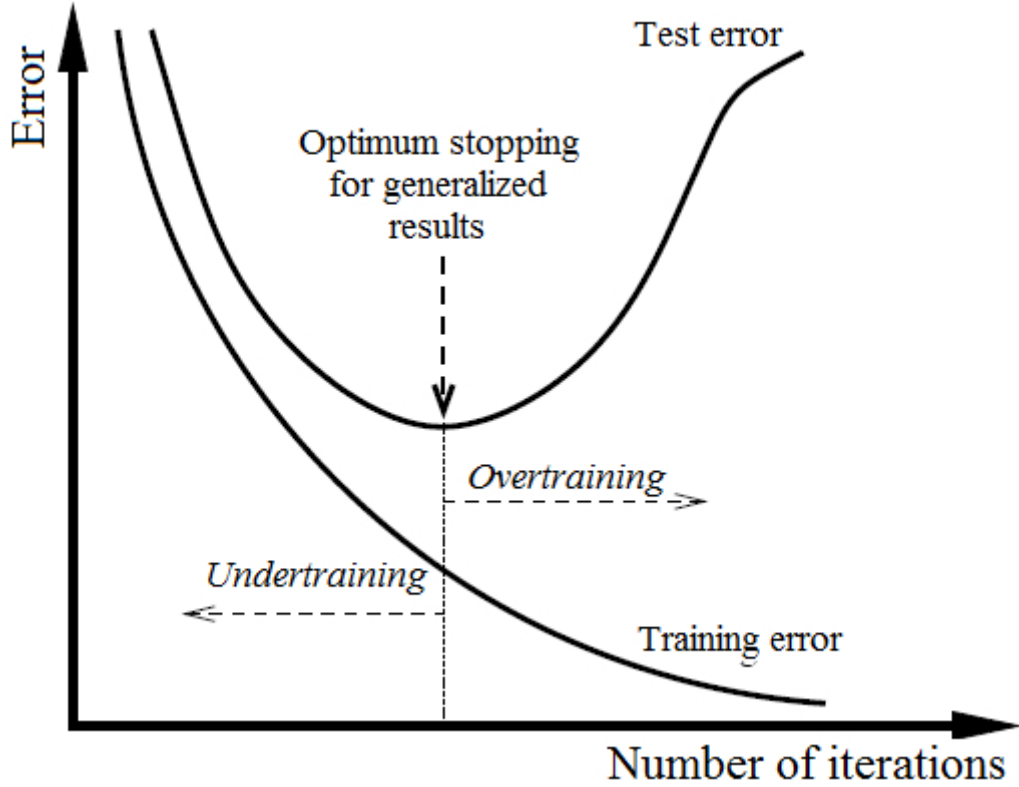 Error
Test error
Optimum stopping
for generalized
results
Overtraining
Undertraining
Training error
Number of iterations